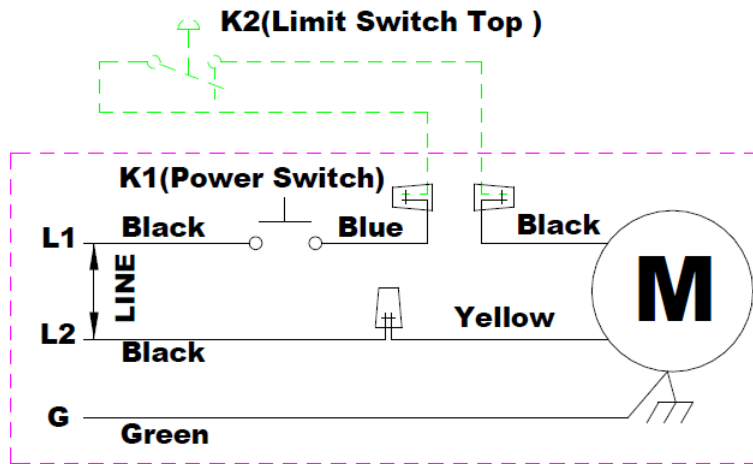 K2(Limit Switch Top )
K1(Power Switch)
L1
Black
Blue
Black
LINE
M
L2
Black
Yellow
G
Green